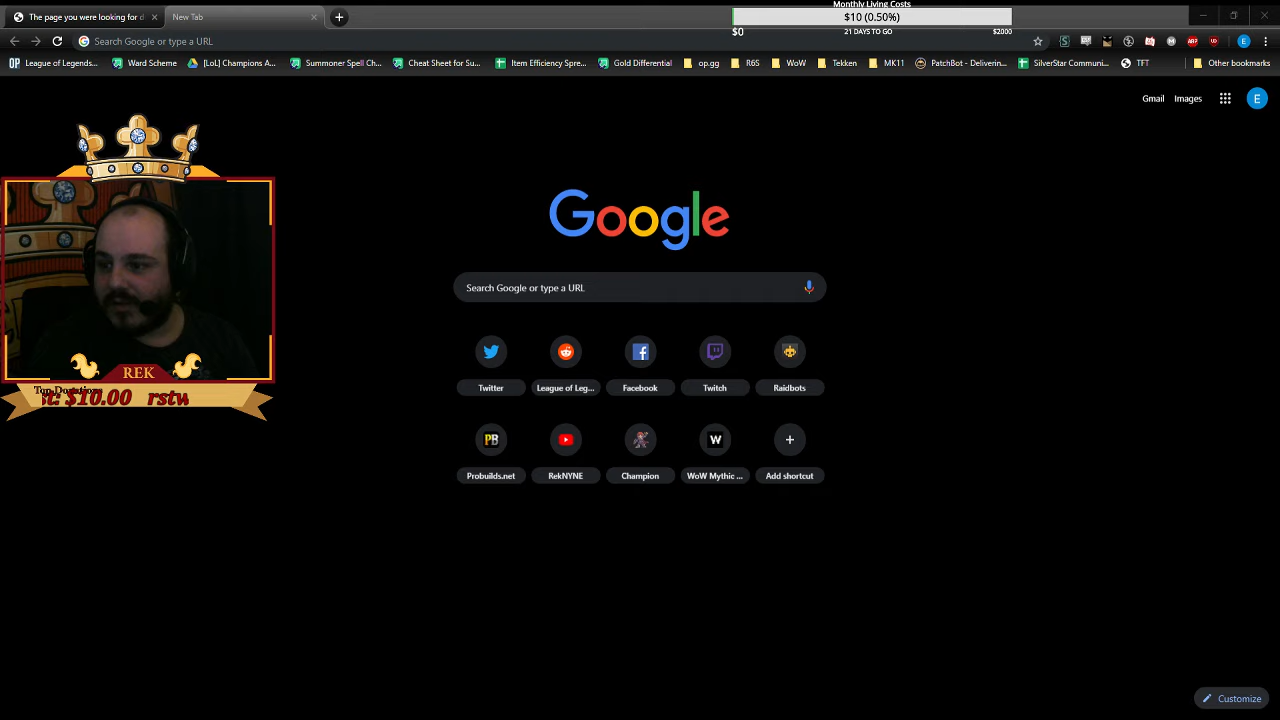 Monthly Living Costs
The page you were looking for d
New Tab
$10 (0.50%)
$0
21 DAYS TO GO
$2000
Search Google or type a URL
League of Legends...
Ward Scheme
[LoL] Champions A...
Summoner Spell Ch...
Cheat Sheet for Su...
Item Efficiency Spre...
Gold Differential
op.gg
R6S
WoW
Tekken
MK11
PatchBot - Deliverin...
SilverStar Communi...
TFT
Other bookmarks
Gmail
Images
E
Google
Search Google or type a URL
Twitter
League of Leg...
Facebook
Twitch
Raidbots
REK
$10.00 rstw
Probuilds.net
RekNYNE
Champion
WoW Mythic ...
Add shortcut
Customize